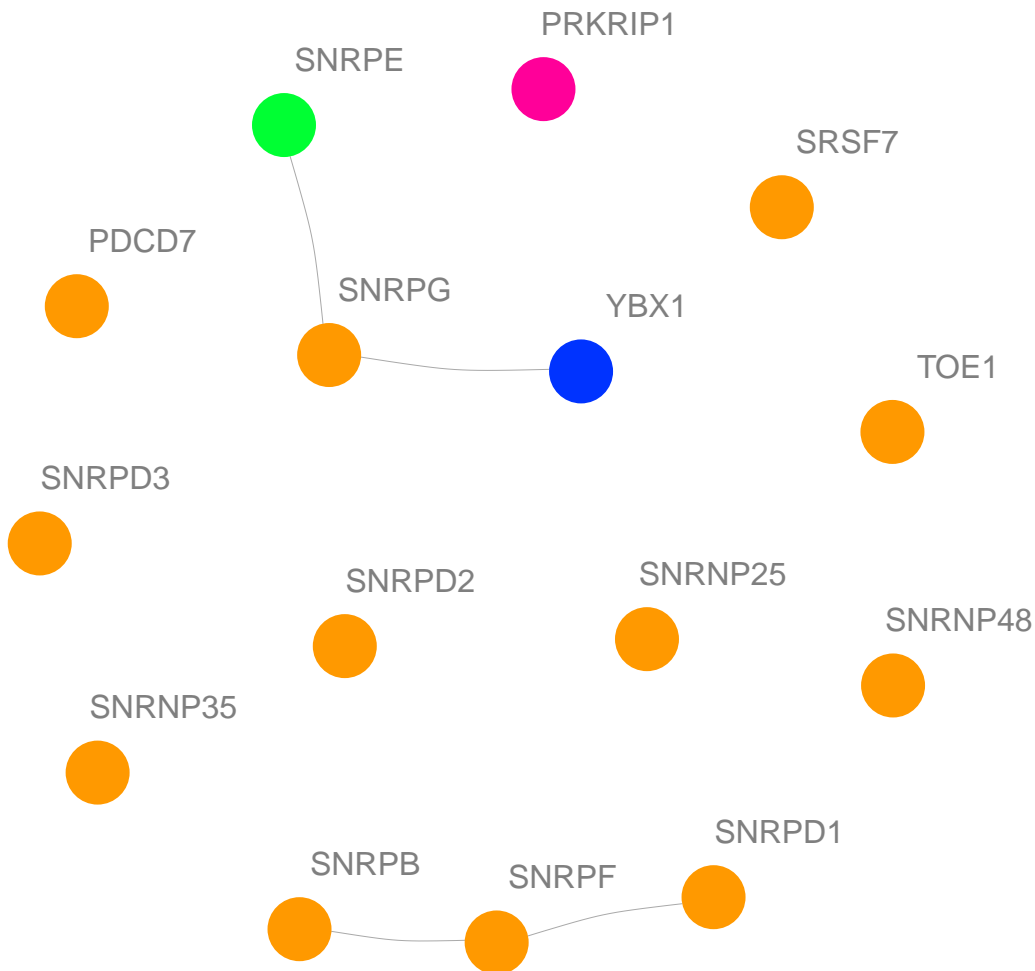 PRKRIP1
SNRPE
SRSF7
PDCD7
SNRPG
YBX1
TOE1
SNRPD3
SNRPD2
SNRNP25
SNRNP48
SNRNP35
SNRPD1
SNRPB
SNRPF